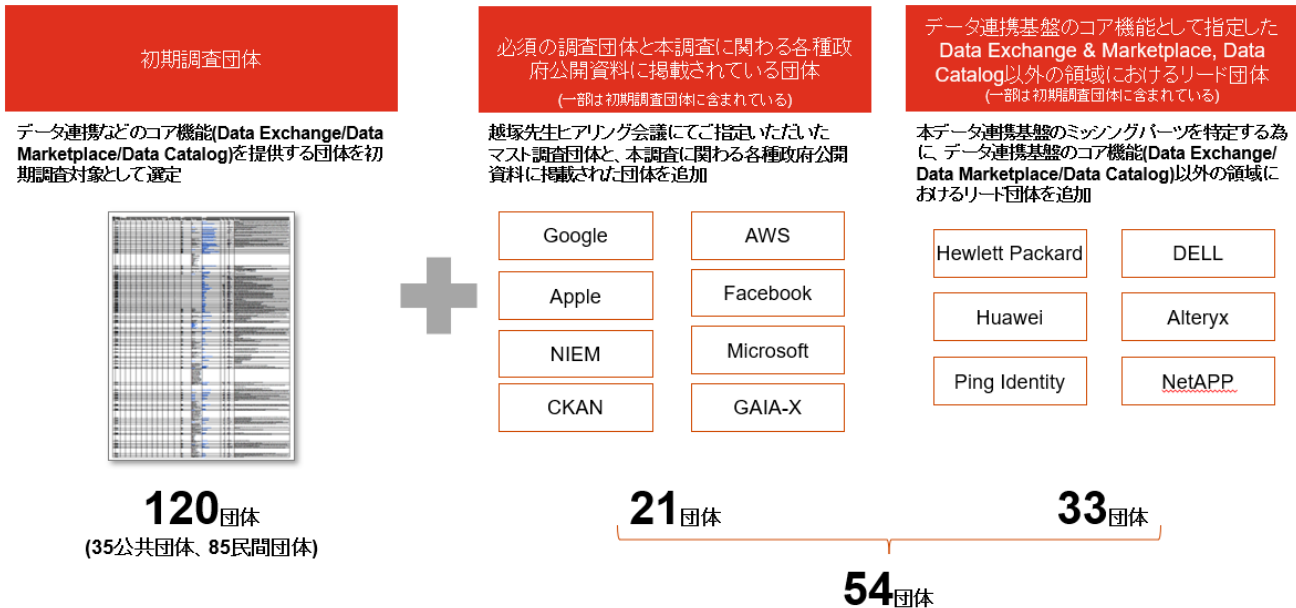 初期調査団体
データ連携などのコア機能(Data Exchange/Data
Marketplace/Data Catalog)を提供する団体を初
期調査対象として選定
120団体
(35公共団体、85民間団体)
必須の調査団体と本調査に関わる各種政
府公開資料に掲載されている団体
(一部は初期調査団体に含まれている)
越塚先生ヒアリング会議にてご指定いただいた
マスト調査団体と、本調査に関わる各種政府公開
資料に掲載された団体を追加
Google
AWS
Apple
Facebook
NIEM
Microsoft
CKAN
GAIA-X
21団体
データ連携基盤のコア機能として指定した
Data Exchange & Marketplace, Data
Catalog以外の領域におけるリード団体
(一部は初期調査団体に含まれている)
本データ連携基盤のミッシングパーツを特定する為
に、データ連携基盤のコア機能(Data Exchange/
Data Marketplace/Data Catalog)以外の領域に
おけるリード団体を追加
Hewlett Packard
DELL
Huawei
Alteryx
Ping Identity
NetAPP
33団体
54団体